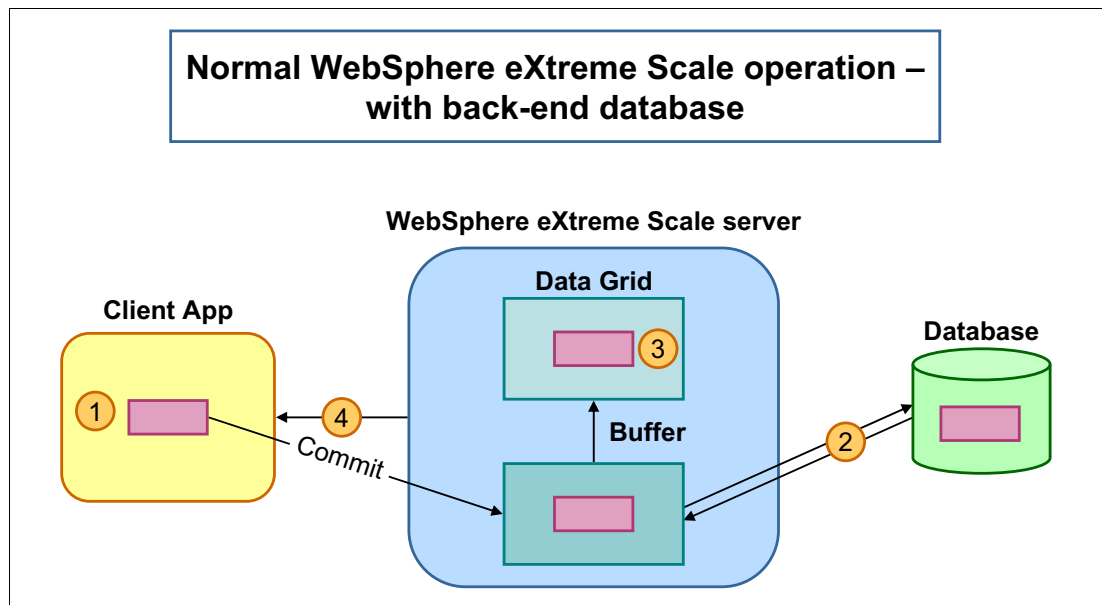 Normal WebSphere eXtreme Scale operation –
with back-end database
WebSphere eXtreme Scale server
Data Grid
Client App
Database
3
1
4
Buffer
2
Commit